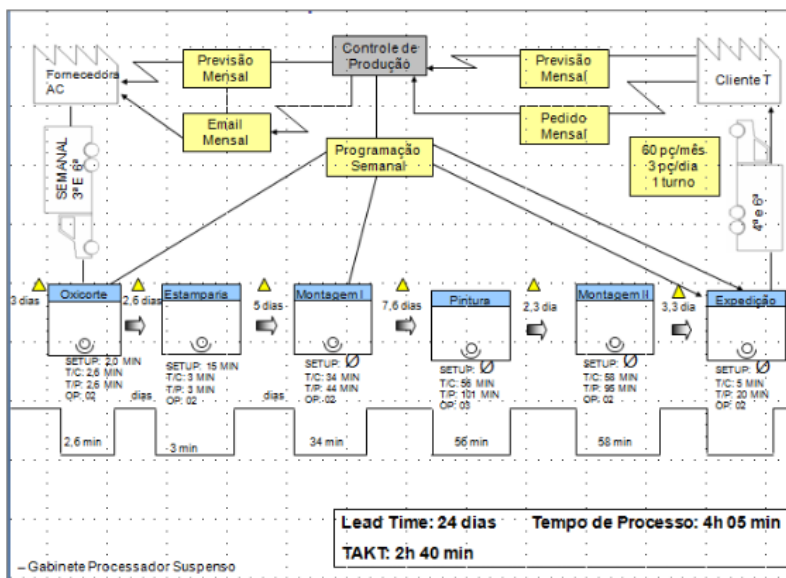 Controle de
Produção
Previsão
Mensal
Previsão
Mensal
Fornecedora
AC
Cliente T
Email
Mensal
Pedido
Mensal
Programação
Semanal
60 pç/mês
3 pç/dia
1 turno
SEMANAL
3ª E 6ª
4ª e 6ª
3 dias
Oxicorte
2,6 dias
Estamparia
5 dias
Montagem I
7,6 dias
Pintura
2,3 dia
Montagem II
3,3 dia
Expedição
SETUP: 2,0 MIN
T/C: 2,6 MIN
T/P: 2,6 MIN
OP: 02
SETUP: 15 MIN
T/C: 3 MIN
T/P: 3 MIN
OP: 02
SETUP: Ø
T/C: 34 MIN
T/P: 44 MIN
OP: 02
SETUP: Ø
T/C: 56 MIN
T/P: 101 MIN
OP: 03
SETUP: Ø
T/C: 58 MIN
T/P: 95 MIN
OP: 02
SETUP: Ø
T/C: 5 MIN
T/P: 20 MIN
OP: 02
dias
dias
2,6 min
3 min
34 min
56 min
58 min
Lead Time: 24 dias Tempo de Processo: 4h 05 min
TAKT: 2h 40 min
– Gabinete Processador Suspenso